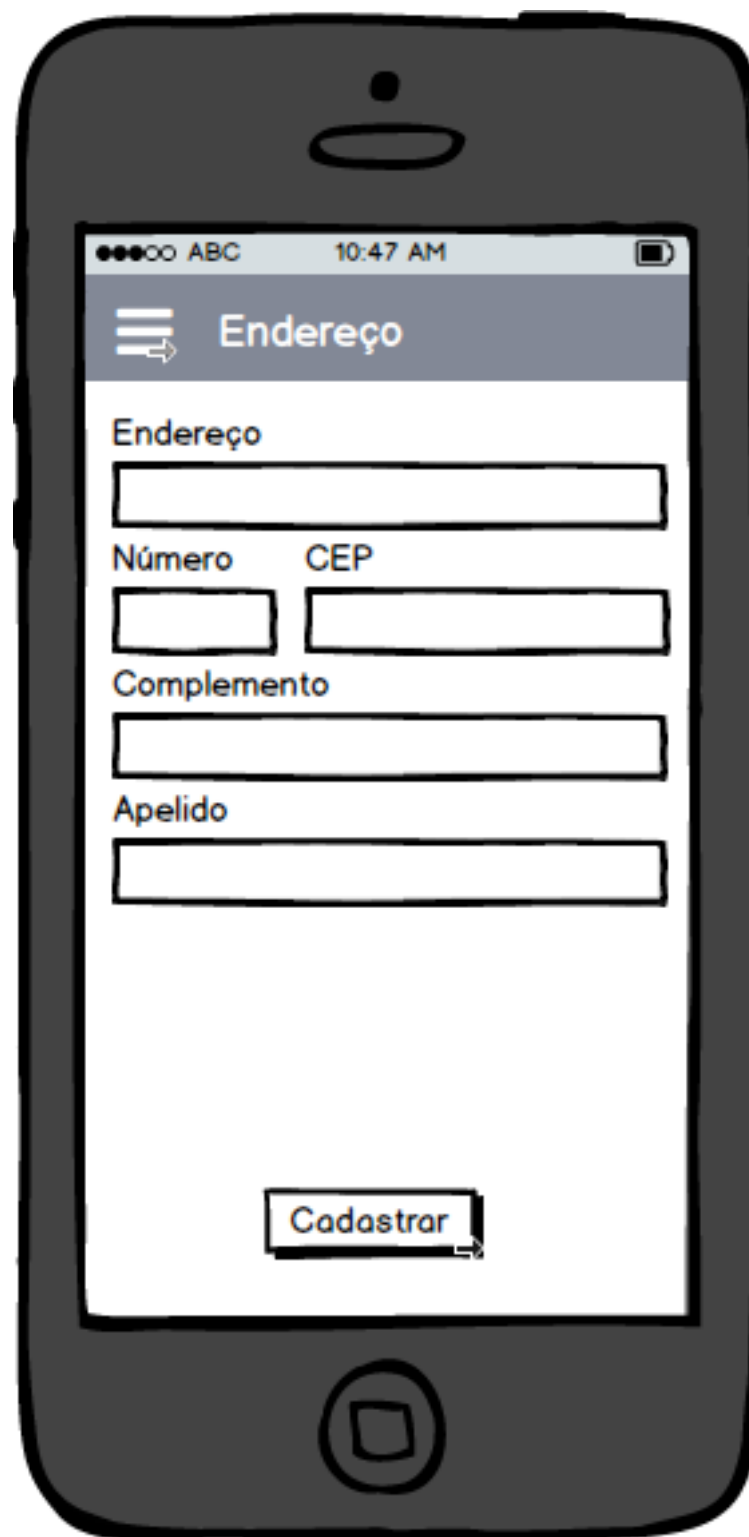 ABC 10:47 AM
Endereço
Endereço
Número CEP
Complemento
Apelido
Cadastrar